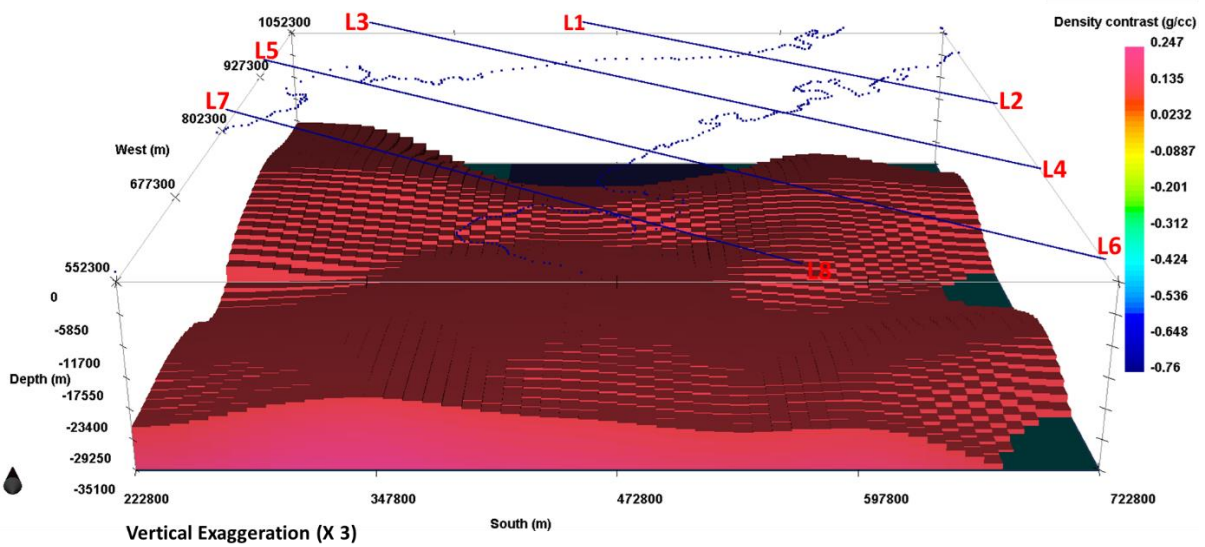 1052300
L3
L1
Density contrast (g/cc)
0.247
L5
927300
0.135
L7
802300
L2
0.0232
-0.0887
West (m)
L4
-0.201
677300
-0.312
L6
-0.424
552300
L8
0
-0.536
-5850
-0.648
-11700
-0.76
Depth (m)
-17550
-23400
-29250
-35100
222800
347800
472800
597800
722800
South (m)
Vertical Exaggeration (X 3)